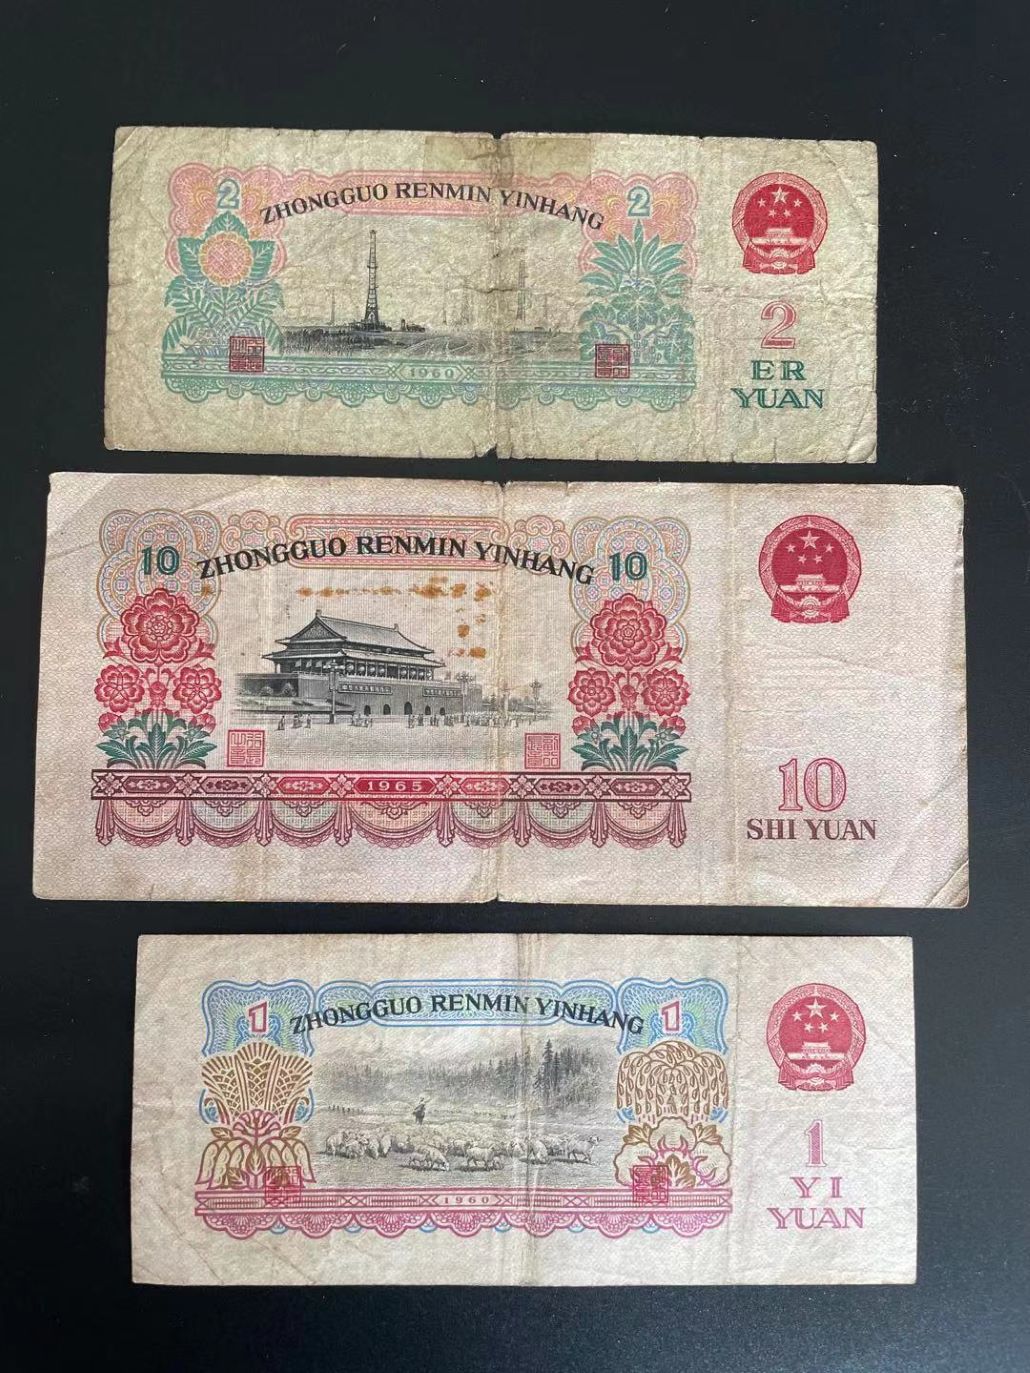 2 ZHONGGUO RENMIN YINHANG 2
2
ER
YUAN
1960
10 ZHONGGUO RENMIN YINHANG 10
1965
10
SHI YUAN
1 ZHONGGUO RENMIN YINHANG 1
1
YI
YUAN
1960